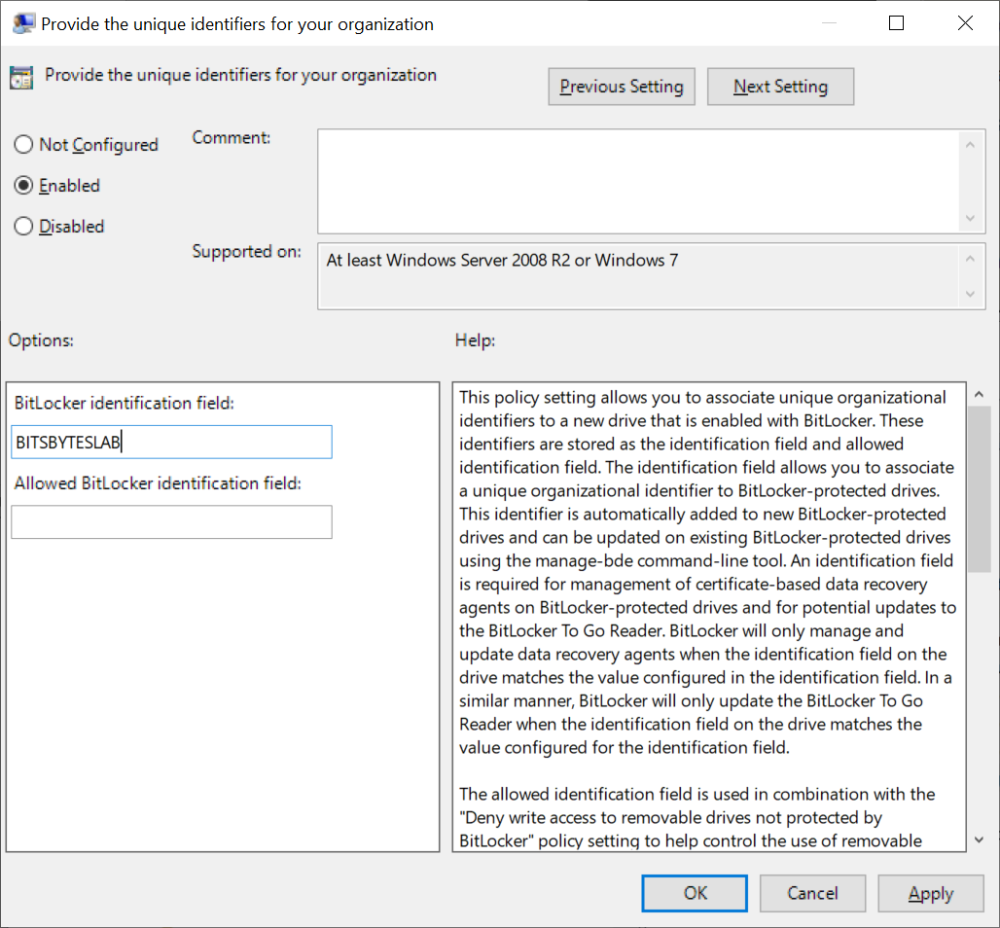 Provide the unique identifiers for your organization
Provide the unique identifiers for your organization
Previous Setting
Next Setting
Not Configured
Enabled
Disabled
Comment:
Supported on:
At least Windows Server 2008 R2 or Windows 7
Options:
Help:
BitLocker identification field:
BITSBYTESLAB
Allowed BitLocker identification field:
This policy setting allows you to associate unique organizational
identifiers to a new drive that is enabled with BitLocker. These
identifiers are stored as the identification field and allowed
identification field. The identification field allows you to associate
a unique organizational identifier to BitLocker-protected drives.
This identifier is automatically added to new BitLocker-protected
drives and can be updated on existing BitLocker-protected drives
using the manage-bde command-line tool. An identification field
is required for management of certificate-based data recovery
agents on BitLocker-protected drives and for potential updates to
the BitLocker To Go Reader. BitLocker will only manage and
update data recovery agents when the identification field on the
drive matches the value configured in the identification field. In a
similar manner, BitLocker will only update the BitLocker To Go
Reader when the identification field on the drive matches the
value configured for the identification field.
The allowed identification field is used in combination with the
"Deny write access to removable drives not protected by
BitLocker" policy setting to help control the use of removable
OK
Cancel
Apply